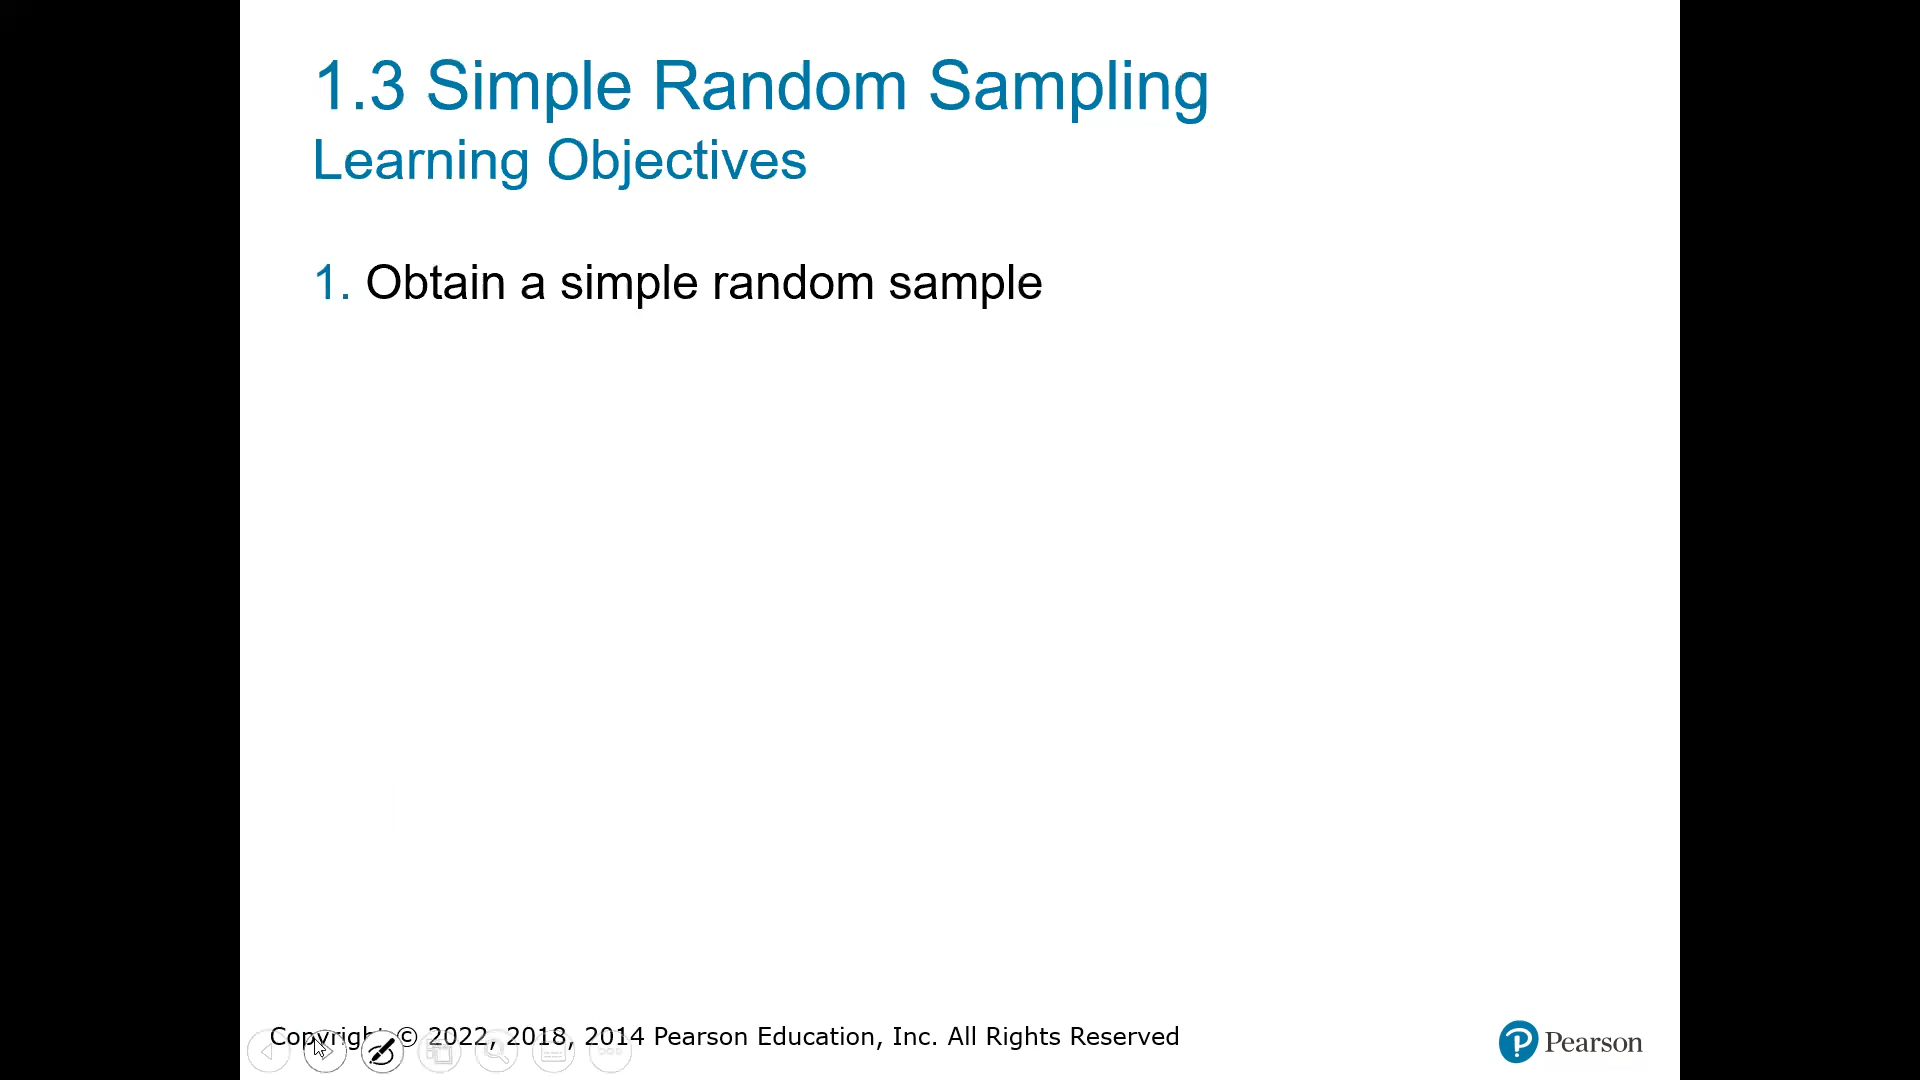 1.3 Simple Random Sampling
Learning Objectives
1. Obtain a simple random sample
Copyright © 2022, 2018, 2014 Pearson Education, Inc. All Rights Reserved
Pearson